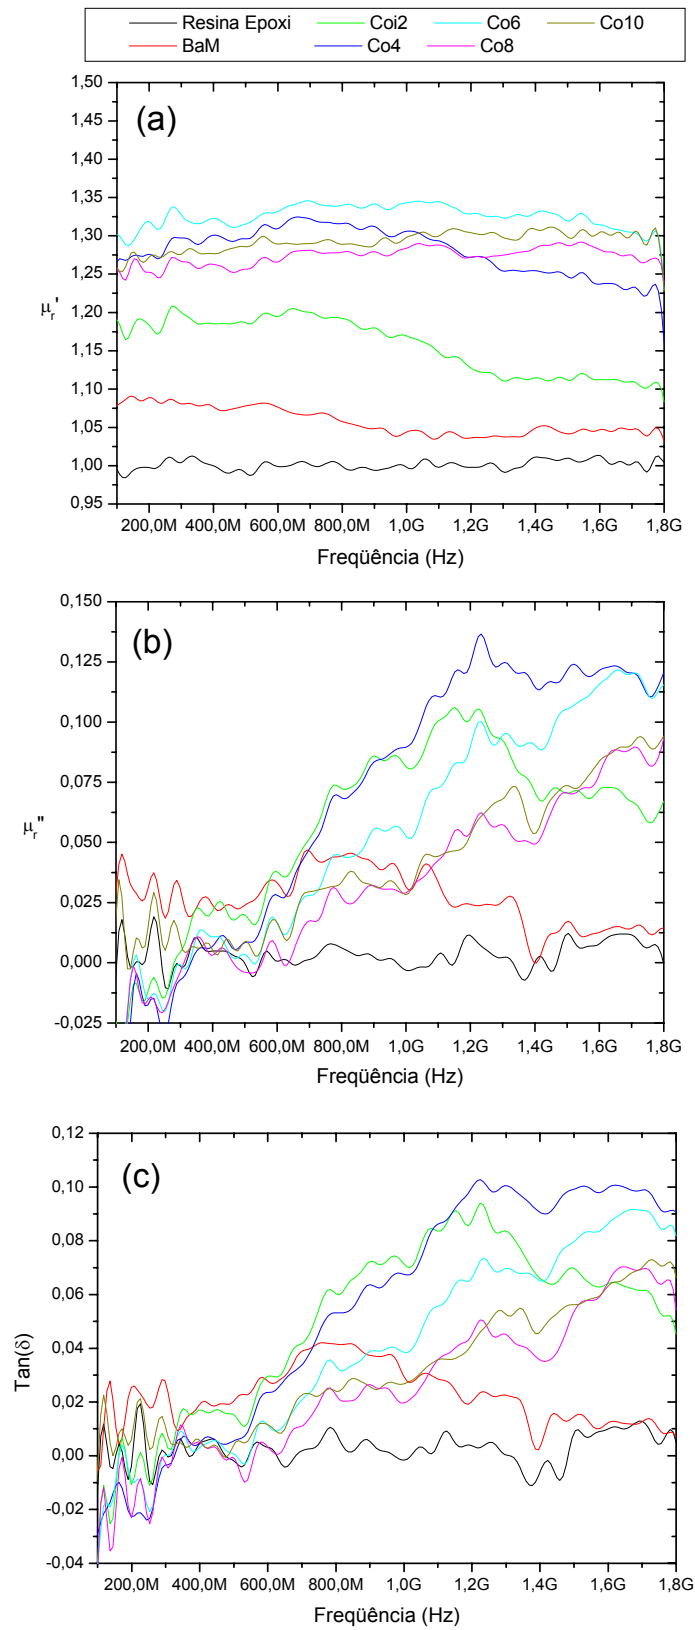 Resina Epoxi Coi2 Co6 Co10
BaM Co4 Co8
(a)
1,50
1,45
1,40
1,35
1,30
1,25
1,20
1,15
1,10
1,05
1,00
0,95
μr'
200,0M 400,0M 600,0M 800,0M 1,0G 1,2G 1,4G 1,6G 1,8G
Freqüência (Hz)
(b)
0,150
0,125
0,100
0,075
0,050
0,025
0,000
-0,025
μr"
200,0M 400,0M 600,0M 800,0M 1,0G 1,2G 1,4G 1,6G 1,8G
Freqüência (Hz)
(c)
0,12
0,10
0,08
0,06
0,04
0,02
0,00
-0,02
-0,04
Tan(δ)
200,0M 400,0M 600,0M 800,0M 1,0G 1,2G 1,4G 1,6G 1,8G
Freqüência (Hz)